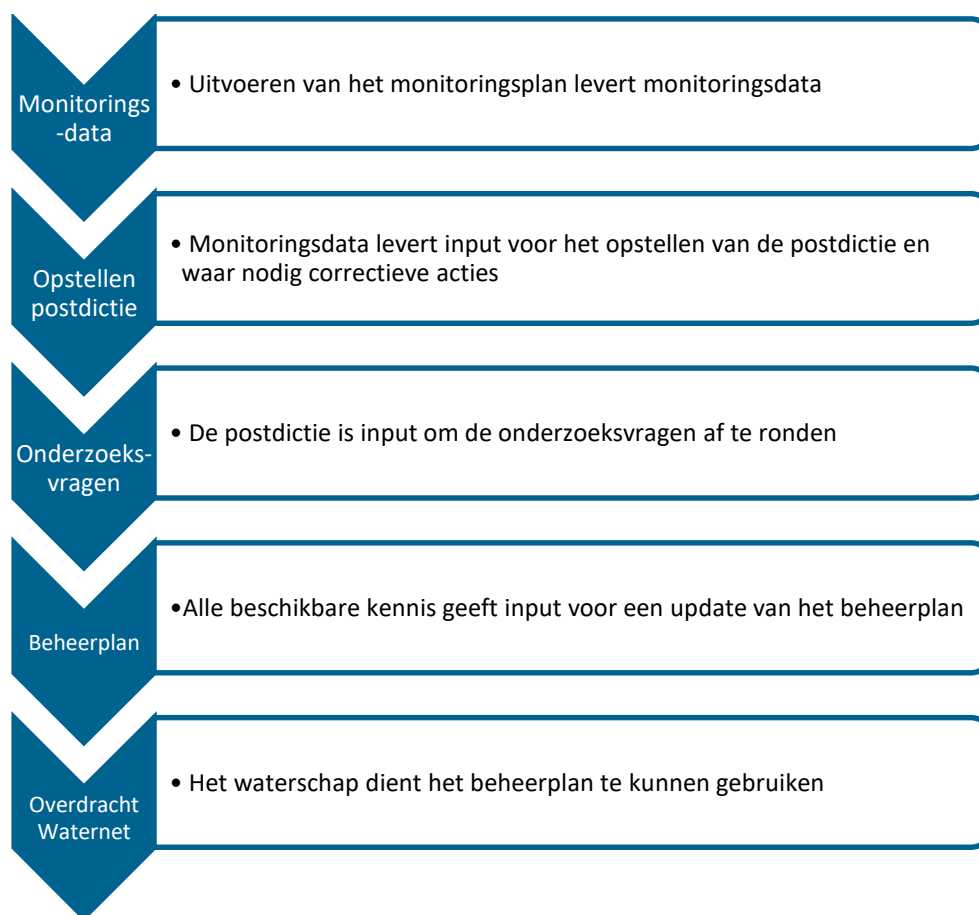 Monitorings
-data
• Uitvoeren van het monitoringsplan levert monitoringsdata
Opstellen
postdictie
• Monitoringsdata levert input voor het opstellen van de postdictie en
waar nodig correctieve acties
Onderzoeks-
vragen
• De postdictie is input om de onderzoeksvragen af te ronden
Beheerplan
•Alle beschikbare kennis geeft input voor een update van het beheerplan
Overdracht
Waternet
• Het waterschap dient het beheerplan te kunnen gebruiken